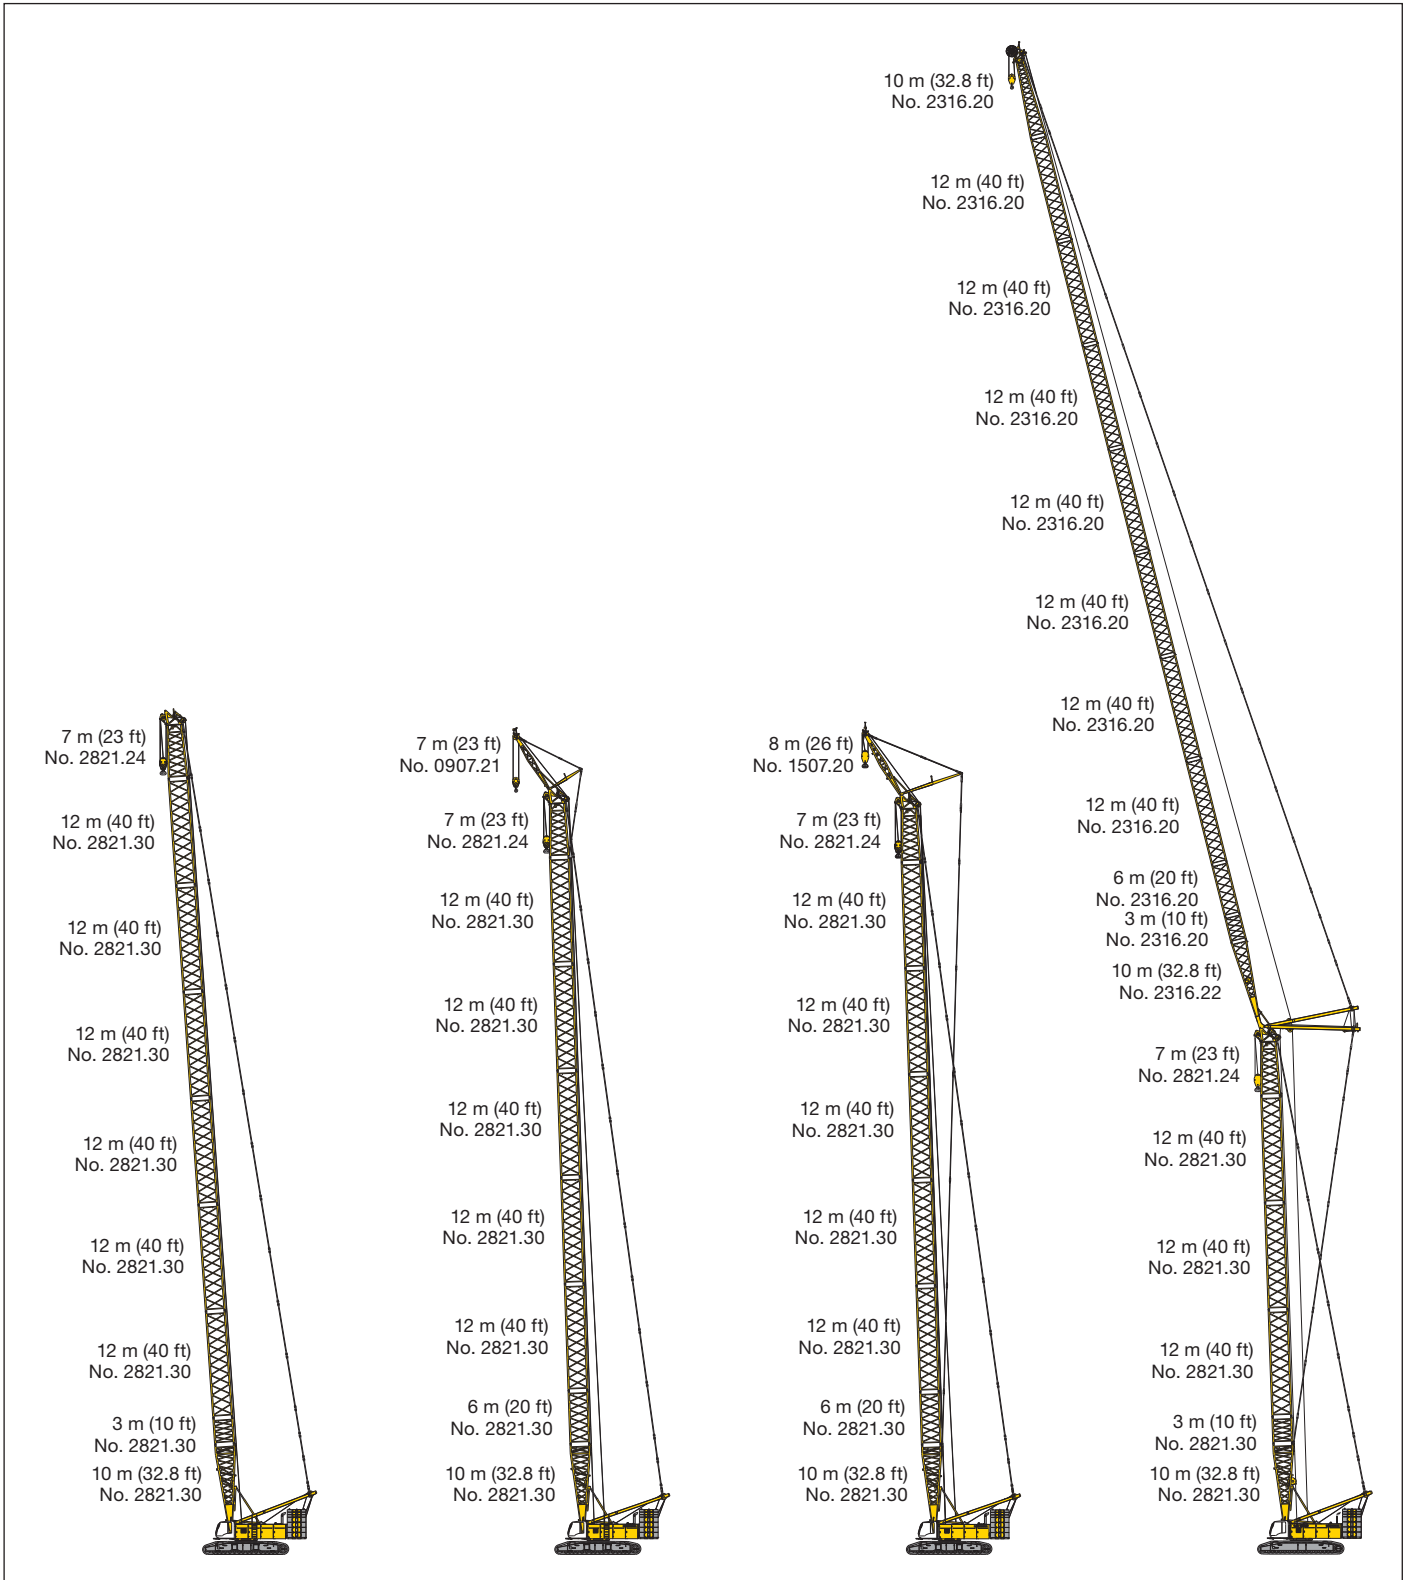 7 m (23 ft)
No. 2821.24
12 m (40 ft)
No. 2821.30
12 m (40 ft)
No. 2821.30
12 m (40 ft)
No. 2821.30
12 m (40 ft)
No. 2821.30
12 m (40 ft)
No. 2821.30
12 m (40 ft)
No. 2821.30
3 m (10 ft)
No. 2821.30
10 m (32.8 ft)
No. 2821.30
7 m (23 ft)
No. 0907.21
7 m (23 ft)
No. 2821.24
12 m (40 ft)
No. 2821.30
12 m (40 ft)
No. 2821.30
12 m (40 ft)
No. 2821.30
12 m (40 ft)
No. 2821.30
12 m (40 ft)
No. 2821.30
6 m (20 ft)
No. 2821.30
10 m (32.8 ft)
No. 2821.30
8 m (26 ft)
No. 1507.20
7 m (23 ft)
No. 2821.24
12 m (40 ft)
No. 2821.30
12 m (40 ft)
No. 2821.30
12 m (40 ft)
No. 2821.30
12 m (40 ft)
No. 2821.30
12 m (40 ft)
No. 2821.30
6 m (20 ft)
No. 2821.30
10 m (32.8 ft)
No. 2821.30
10 m (32.8 ft)
No. 2316.20
12 m (40 ft)
No. 2316.20
12 m (40 ft)
No. 2316.20
12 m (40 ft)
No. 2316.20
12 m (40 ft)
No. 2316.20
12 m (40 ft)
No. 2316.20
12 m (40 ft)
No. 2316.20
12 m (40 ft)
No. 2316.20
6 m (20 ft)
No. 2316.20
3 m (10 ft)
No. 2316.20
10 m (32.8 ft)
No. 2316.22
7 m (23 ft)
No. 2821.24
12 m (40 ft)
No. 2821.30
12 m (40 ft)
No. 2821.30
12 m (40 ft)
No. 2821.30
3 m (10 ft)
No. 2821.30
10 m (32.8 ft)
No. 2821.30